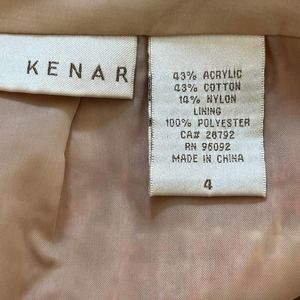 KENAR
43% ACRYLIC
43% COTTON
14% NYLON
LINING
100% POLYESTER
CA# 28792
RN 96092
MADE IN CHINA
4